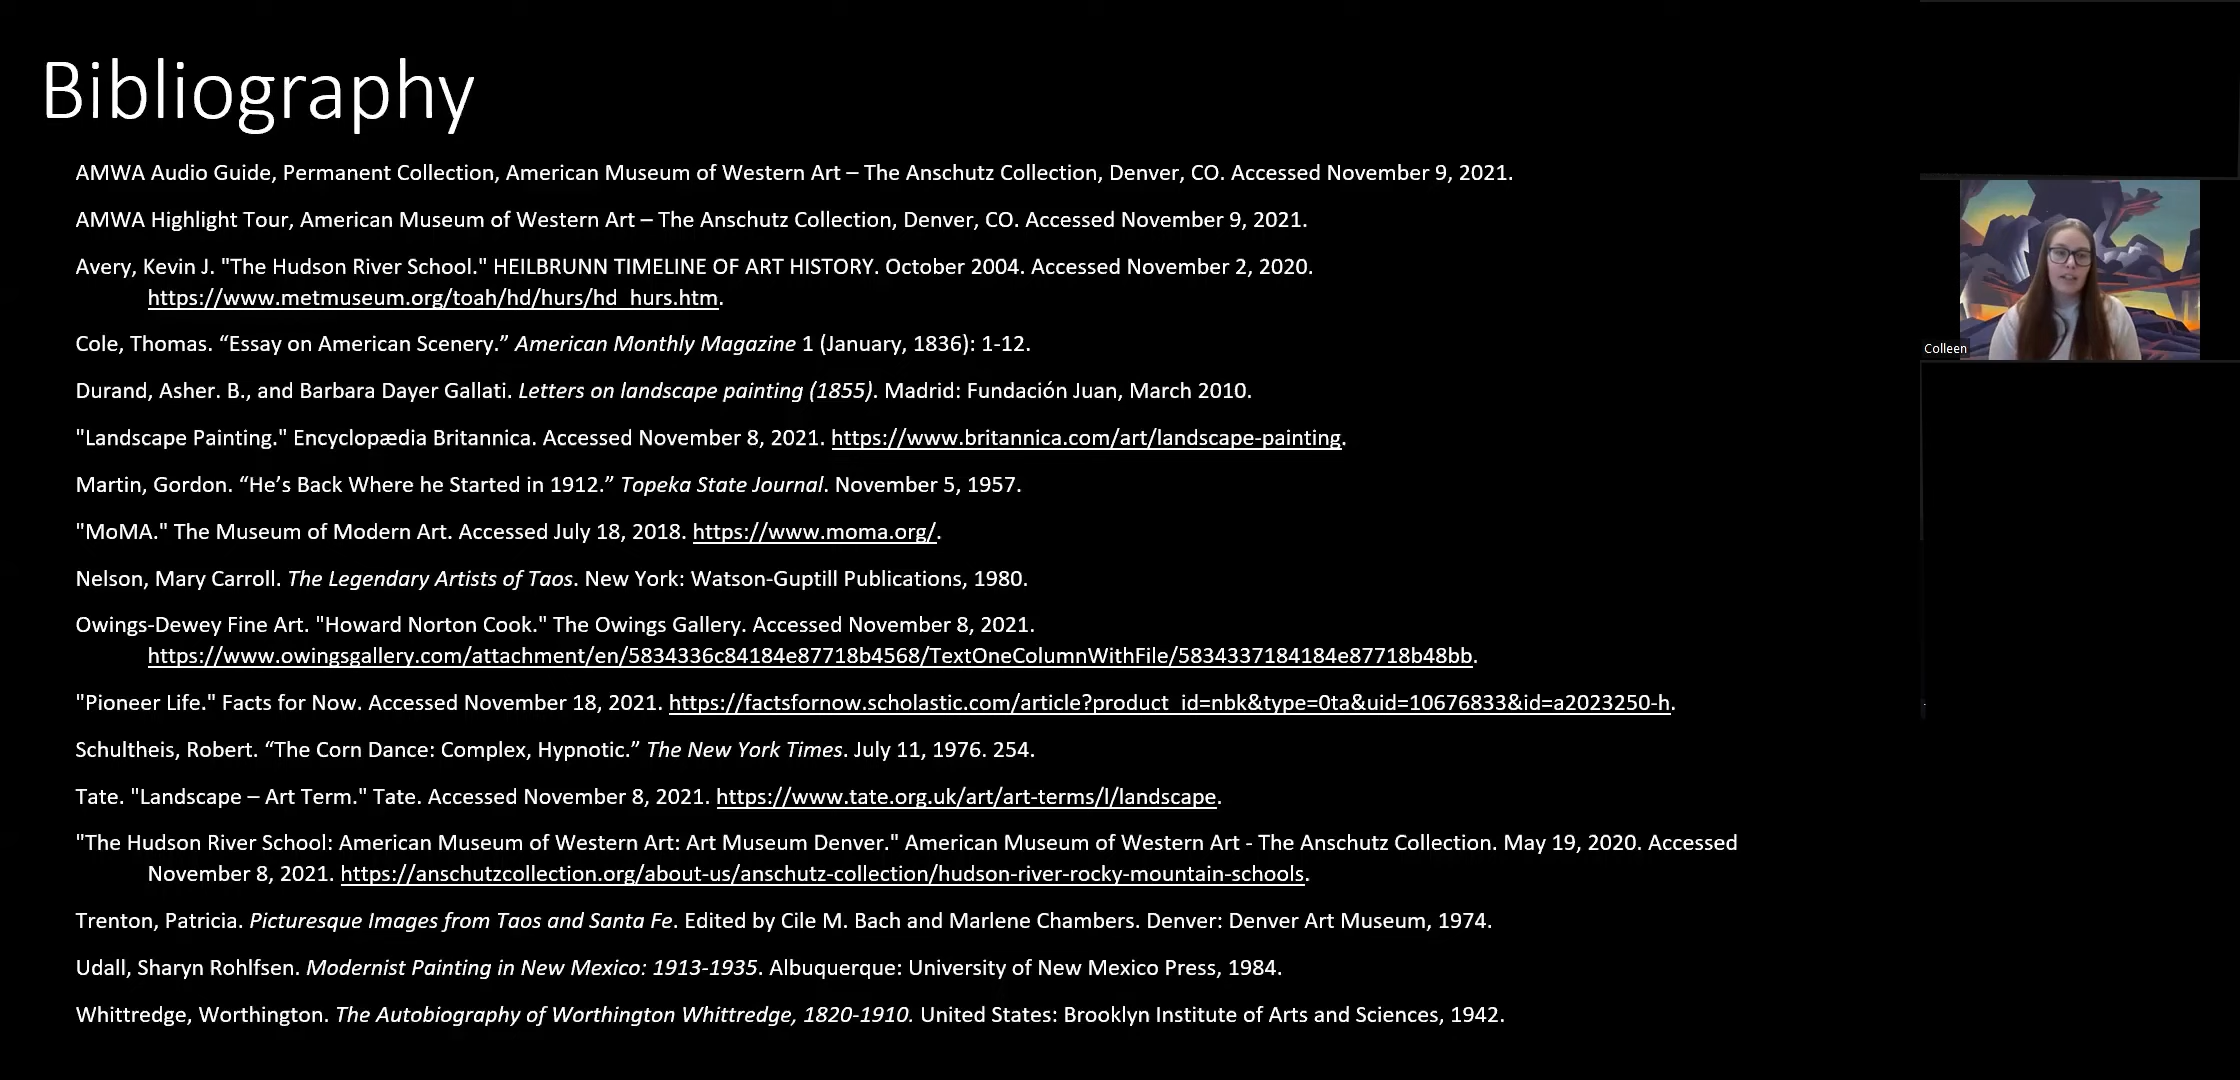 Bibliography
AMWA Audio Guide, Permanent Collection, American Museum of Western Art – The Anschutz Collection, Denver, CO. Accessed November 9, 2021.
AMWA Highlight Tour, American Museum of Western Art – The Anschutz Collection, Denver, CO. Accessed November 9, 2021.
Avery, Kevin J. "The Hudson River School." HEILBRUNN TIMELINE OF ART HISTORY. October 2004. Accessed November 2, 2020.
https://www.metmuseum.org/toah/hd/hurs/hd_hurs.htm.
Cole, Thomas. “Essay on American Scenery.” American Monthly Magazine 1 (January, 1836): 1-12.
Durand, Asher. B., and Barbara Dayer Gallati. Letters on landscape painting (1855). Madrid: Fundación Juan, March 2010.
"Landscape Painting." Encyclopædia Britannica. Accessed November 8, 2021. https://www.britannica.com/art/landscape-painting.
Martin, Gordon. “He’s Back Where he Started in 1912.” Topeka State Journal. November 5, 1957.
"MoMA." The Museum of Modern Art. Accessed July 18, 2018. https://www.moma.org/.
Nelson, Mary Carroll. The Legendary Artists of Taos. New York: Watson-Guptill Publications, 1980.
Owings-Dewey Fine Art. "Howard Norton Cook." The Owings Gallery. Accessed November 8, 2021.
https://www.owingsgallery.com/attachment/en/5834336c84184e87718b4568/TextOneColumnWithFile/5834337184184e87718b48bb.
"Pioneer Life." Facts for Now. Accessed November 18, 2021. https://factsfornow.scholastic.com/article?product_id=nbk&type=0ta&uid=10676833&id=a2023250-h.
Schultheis, Robert. “The Corn Dance: Complex, Hypnotic.” The New York Times. July 11, 1976. 254.
Tate. "Landscape – Art Term." Tate. Accessed November 8, 2021. https://www.tate.org.uk/art/art-terms/l/landscape.
"The Hudson River School: American Museum of Western Art: Art Museum Denver." American Museum of Western Art - The Anschutz Collection. May 19, 2020. Accessed
November 8, 2021. https://anschutzcollection.org/about-us/anschutz-collection/hudson-river-rocky-mountain-schools.
Trenton, Patricia. Picturesque Images from Taos and Santa Fe. Edited by Cile M. Bach and Marlene Chambers. Denver: Denver Art Museum, 1974.
Udall, Sharyn Rohlfsen. Modernist Painting in New Mexico: 1913-1935. Albuquerque: University of New Mexico Press, 1984.
Whittredge, Worthington. The Autobiography of Worthington Whittredge, 1820-1910. United States: Brooklyn Institute of Arts and Sciences, 1942.
Colleen